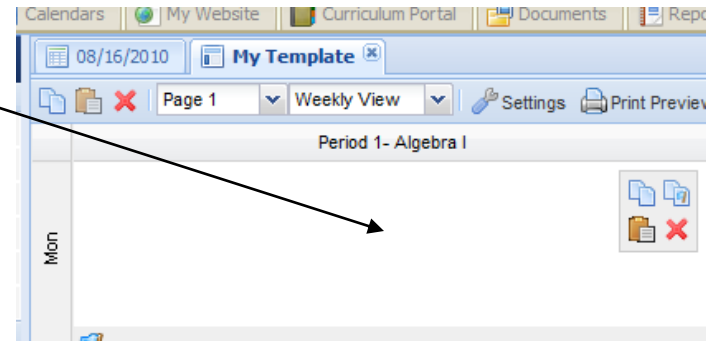 Calendars My Website Curriculum Portal Documents
08/16/2010 My Template
Page 1 Weekly View Settings Print
Period 1- Algebra I
Mon